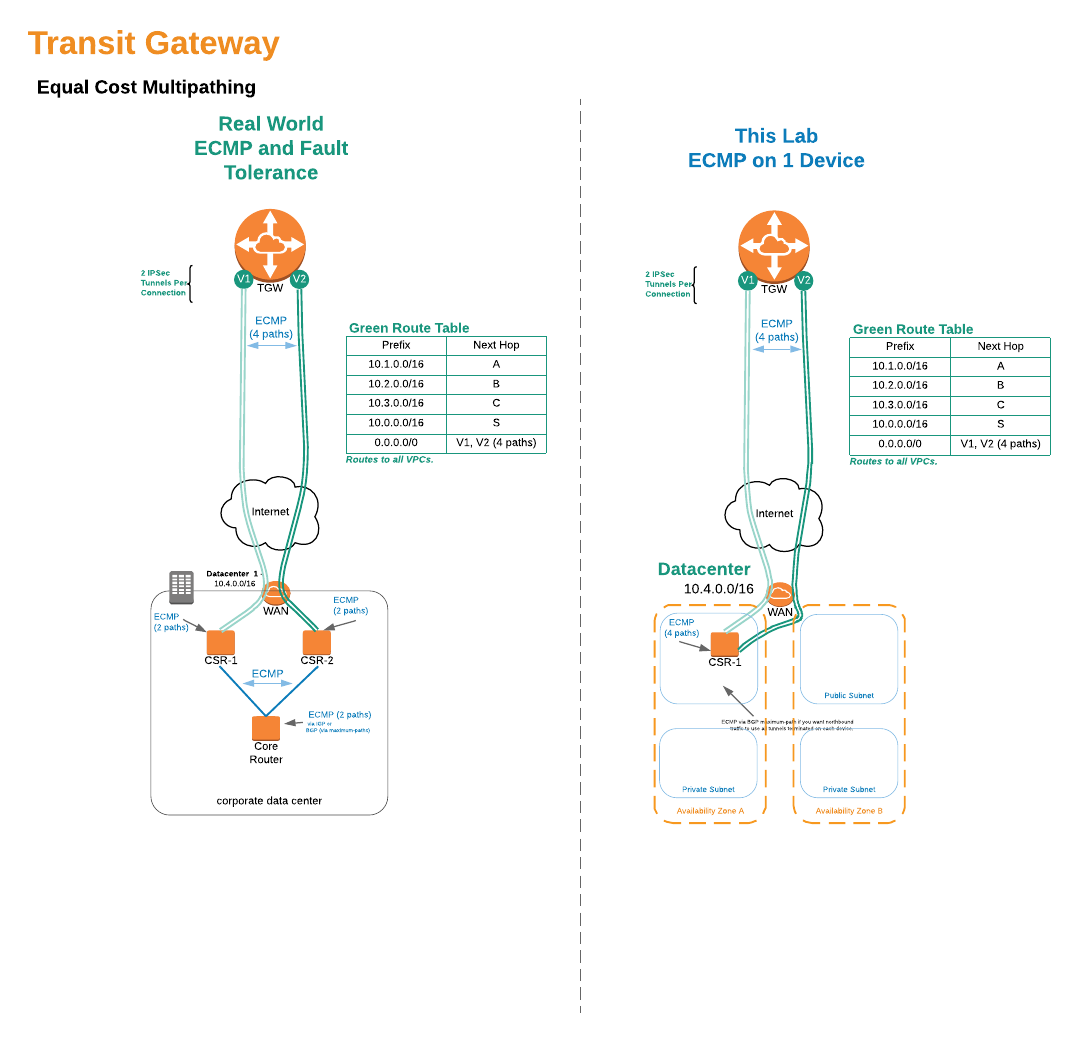 Transit Gateway
Equal Cost Multipathing
Real World
ECMP and Fault
Tolerance
V1
V2
TGW
2 IPSec
Tunnels Per
Connection
ECMP
(4 paths)
Green Route Table
Prefix Next Hop
10.1.0.0/16 A
10.2.0.0/16 B
10.3.0.0/16 C
10.0.0.0/16 S
0.0.0.0/0 V1, V2 (4 paths)
Routes to all VPCs.
Internet
Datacenter 1 -
10.4.0.0/16
WAN
ECMP
(2 paths)
ECMP
(2 paths)
CSR-1
CSR-2
ECMP
ECMP (2 paths)
via IGP or
BGP (via maximum-paths)
Core
Router
corporate data center
This Lab
ECMP on 1 Device
V1
V2
TGW
2 IPSec
Tunnels Per
Connection
ECMP
(4 paths)
Green Route Table
Prefix Next Hop
10.1.0.0/16 A
10.2.0.0/16 B
10.3.0.0/16 C
10.0.0.0/16 S
0.0.0.0/0 V1, V2 (4 paths)
Routes to all VPCs.
Internet
Datacenter
10.4.0.0/16
WAN
ECMP
(4 paths)
CSR-1
Public Subnet
ECMP via BGP maximum-path if you want northbound
traffic to use all tunnels terminated on each device.
Private Subnet
Private Subnet
Availability Zone A
Availability Zone B